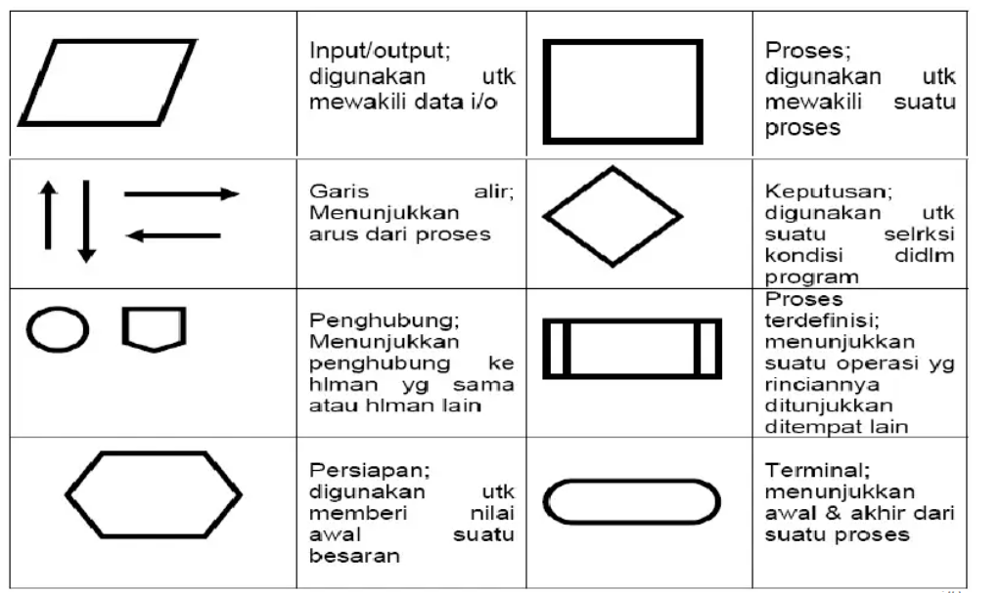 Input/output;
digunakan utk
mewakili data i/o
Proses;
digunakan utk
mewakili suatu
proses
Garis alir;
Menunjukkan
arus dari proses
Keputusan;
digunakan utk
suatu selrksi
kondisi didlm
program
Penghubung;
Menunjukkan
penghubung ke
hlman yg sama
atau hlman lain
Proses
terdefinisi;
menunjukkan
suatu operasi yg
rinciannya
ditunjukkan
ditempat lain
Persiapan;
digunakan utk
memberi nilai
awal suatu
besaran
Terminal;
menunjukkan
awal & akhir dari
suatu proses